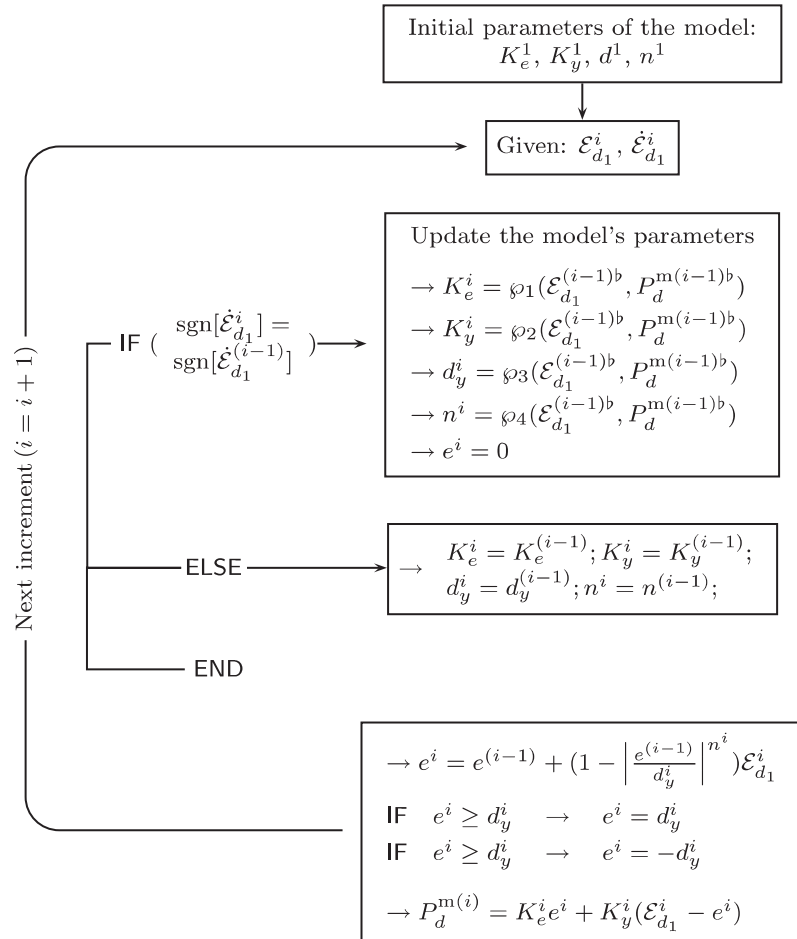 Initial parameters of the model:
K_e^1, K_y^1, d^1, n^1
Given: ℰ_{d_1}^i, ℰ̇_{d_1}^i
Update the model's parameters
→ K_e^i = ℘_1(ℰ_{d_1}^{(i−1)♭}, P_d^{m(i−1)♭})
→ K_y^i = ℘_2(ℰ_{d_1}^{(i−1)♭}, P_d^{m(i−1)♭})
→ d_y^i = ℘_3(ℰ_{d_1}^{(i−1)♭}, P_d^{m(i−1)♭})
→ n^i = ℘_4(ℰ_{d_1}^{(i−1)♭}, P_d^{m(i−1)♭})
→ e^i = 0
IF ( sgn[ℰ̇_{d_1}^i] =
sgn[ℰ̇_{d_1}^{(i−1)}] )
Next increment (i = i + 1)
ELSE
→ K_e^i = K_e^{(i−1)}; K_y^i = K_y^{(i−1)};
d_y^i = d_y^{(i−1)}; n^i = n^{(i−1)};
END
→ e^i = e^{(i−1)} + (1 − |e^{(i−1)}/d_y^i|^{n^i})ℰ_{d_1}^i
IF e^i ≥ d_y^i → e^i = d_y^i
IF e^i ≥ d_y^i → e^i = −d_y^i
→ P_d^{m(i)} = K_e^i e^i + K_y^i(ℰ_{d_1}^i − e^i)